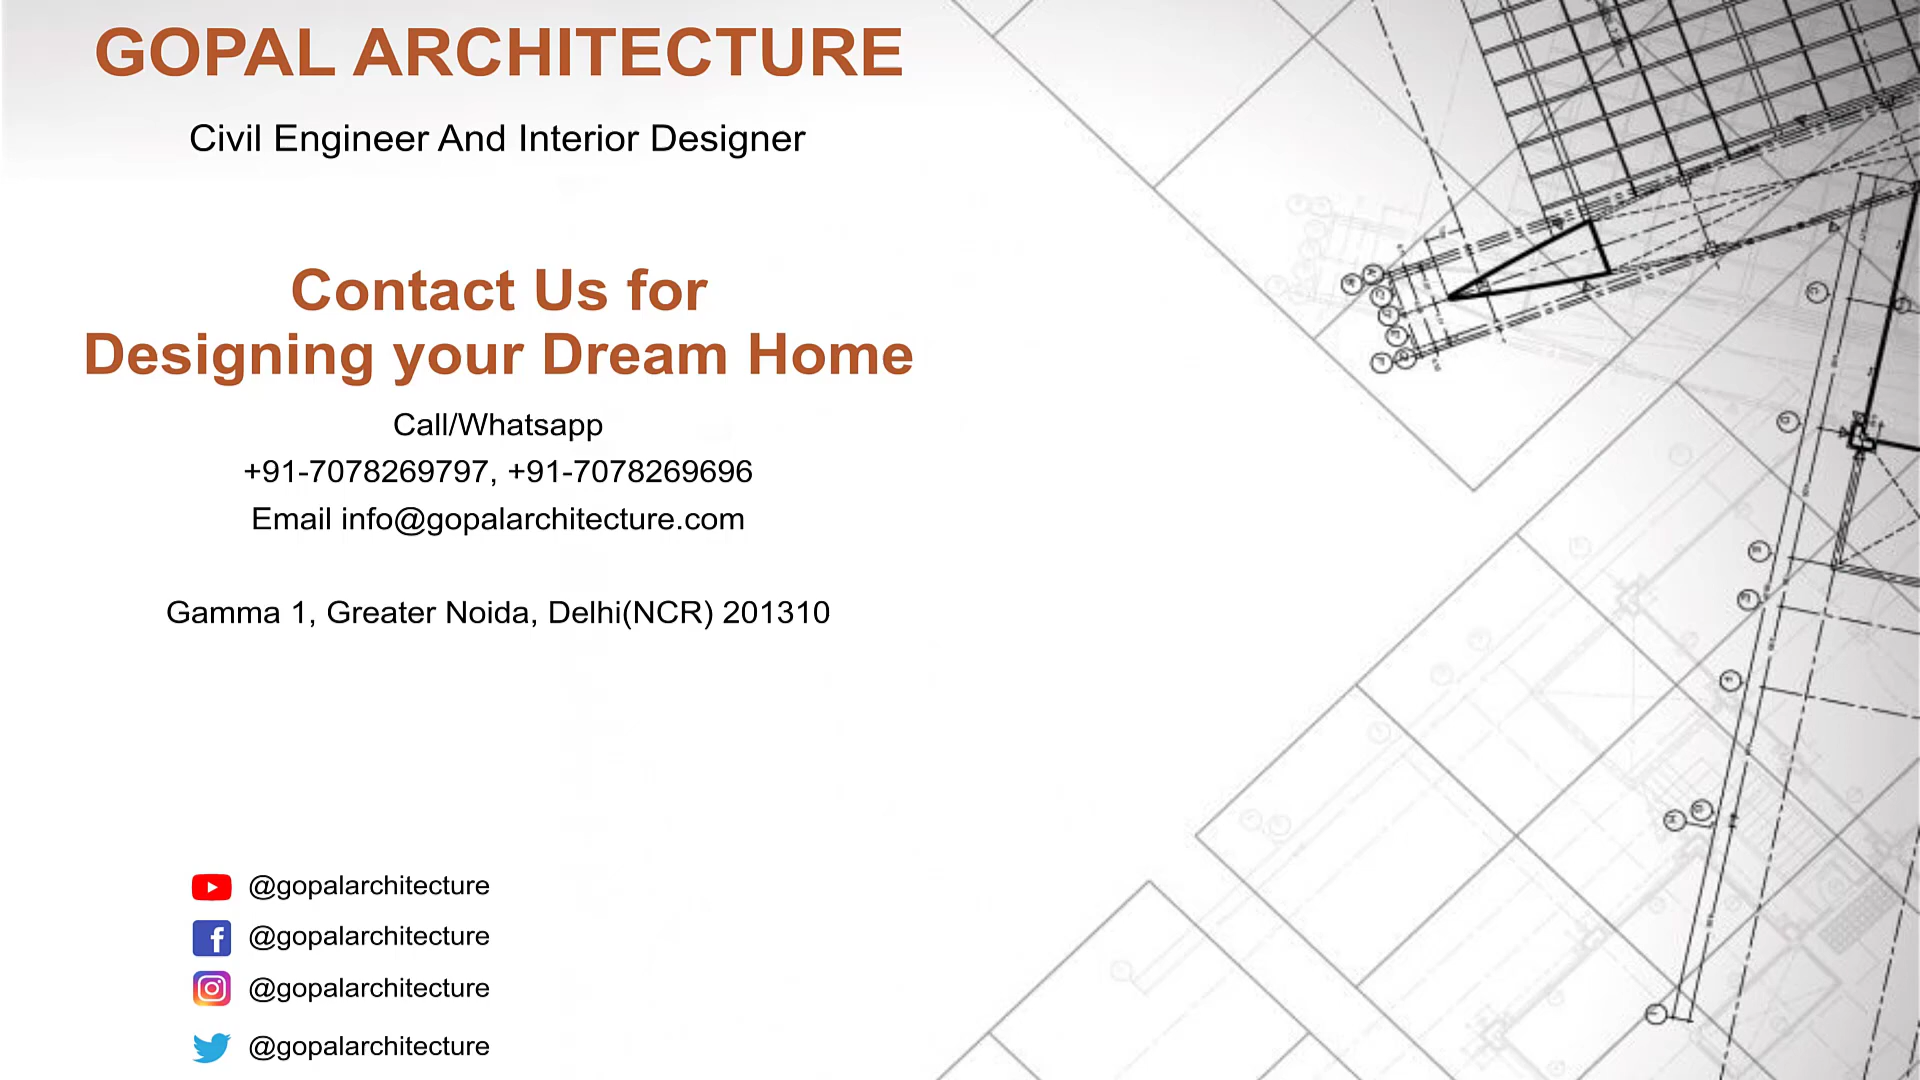 GOPAL ARCHITECTURE
Civil Engineer And Interior Designer
Contact Us for
Designing your Dream Home
Call/Whatsapp
+91-7078269797, +91-7078269696
Email info@gopalarchitecture.com
Gamma 1, Greater Noida, Delhi(NCR) 201310
@gopalarchitecture
@gopalarchitecture
@gopalarchitecture
@gopalarchitecture